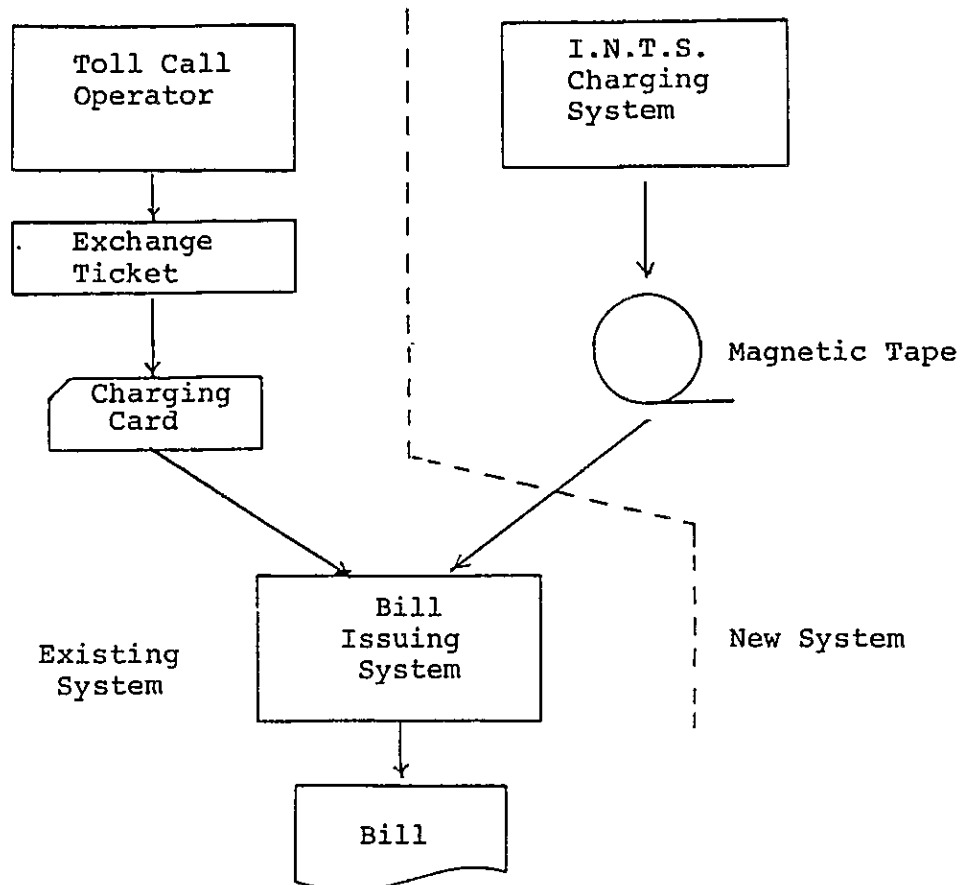 Toll Call
Operator
I.N.T.S.
Charging
System
Exchange
Ticket
Magnetic Tape
Charging
Card
Bill
Issuing
System
Existing
System
New System
Bill